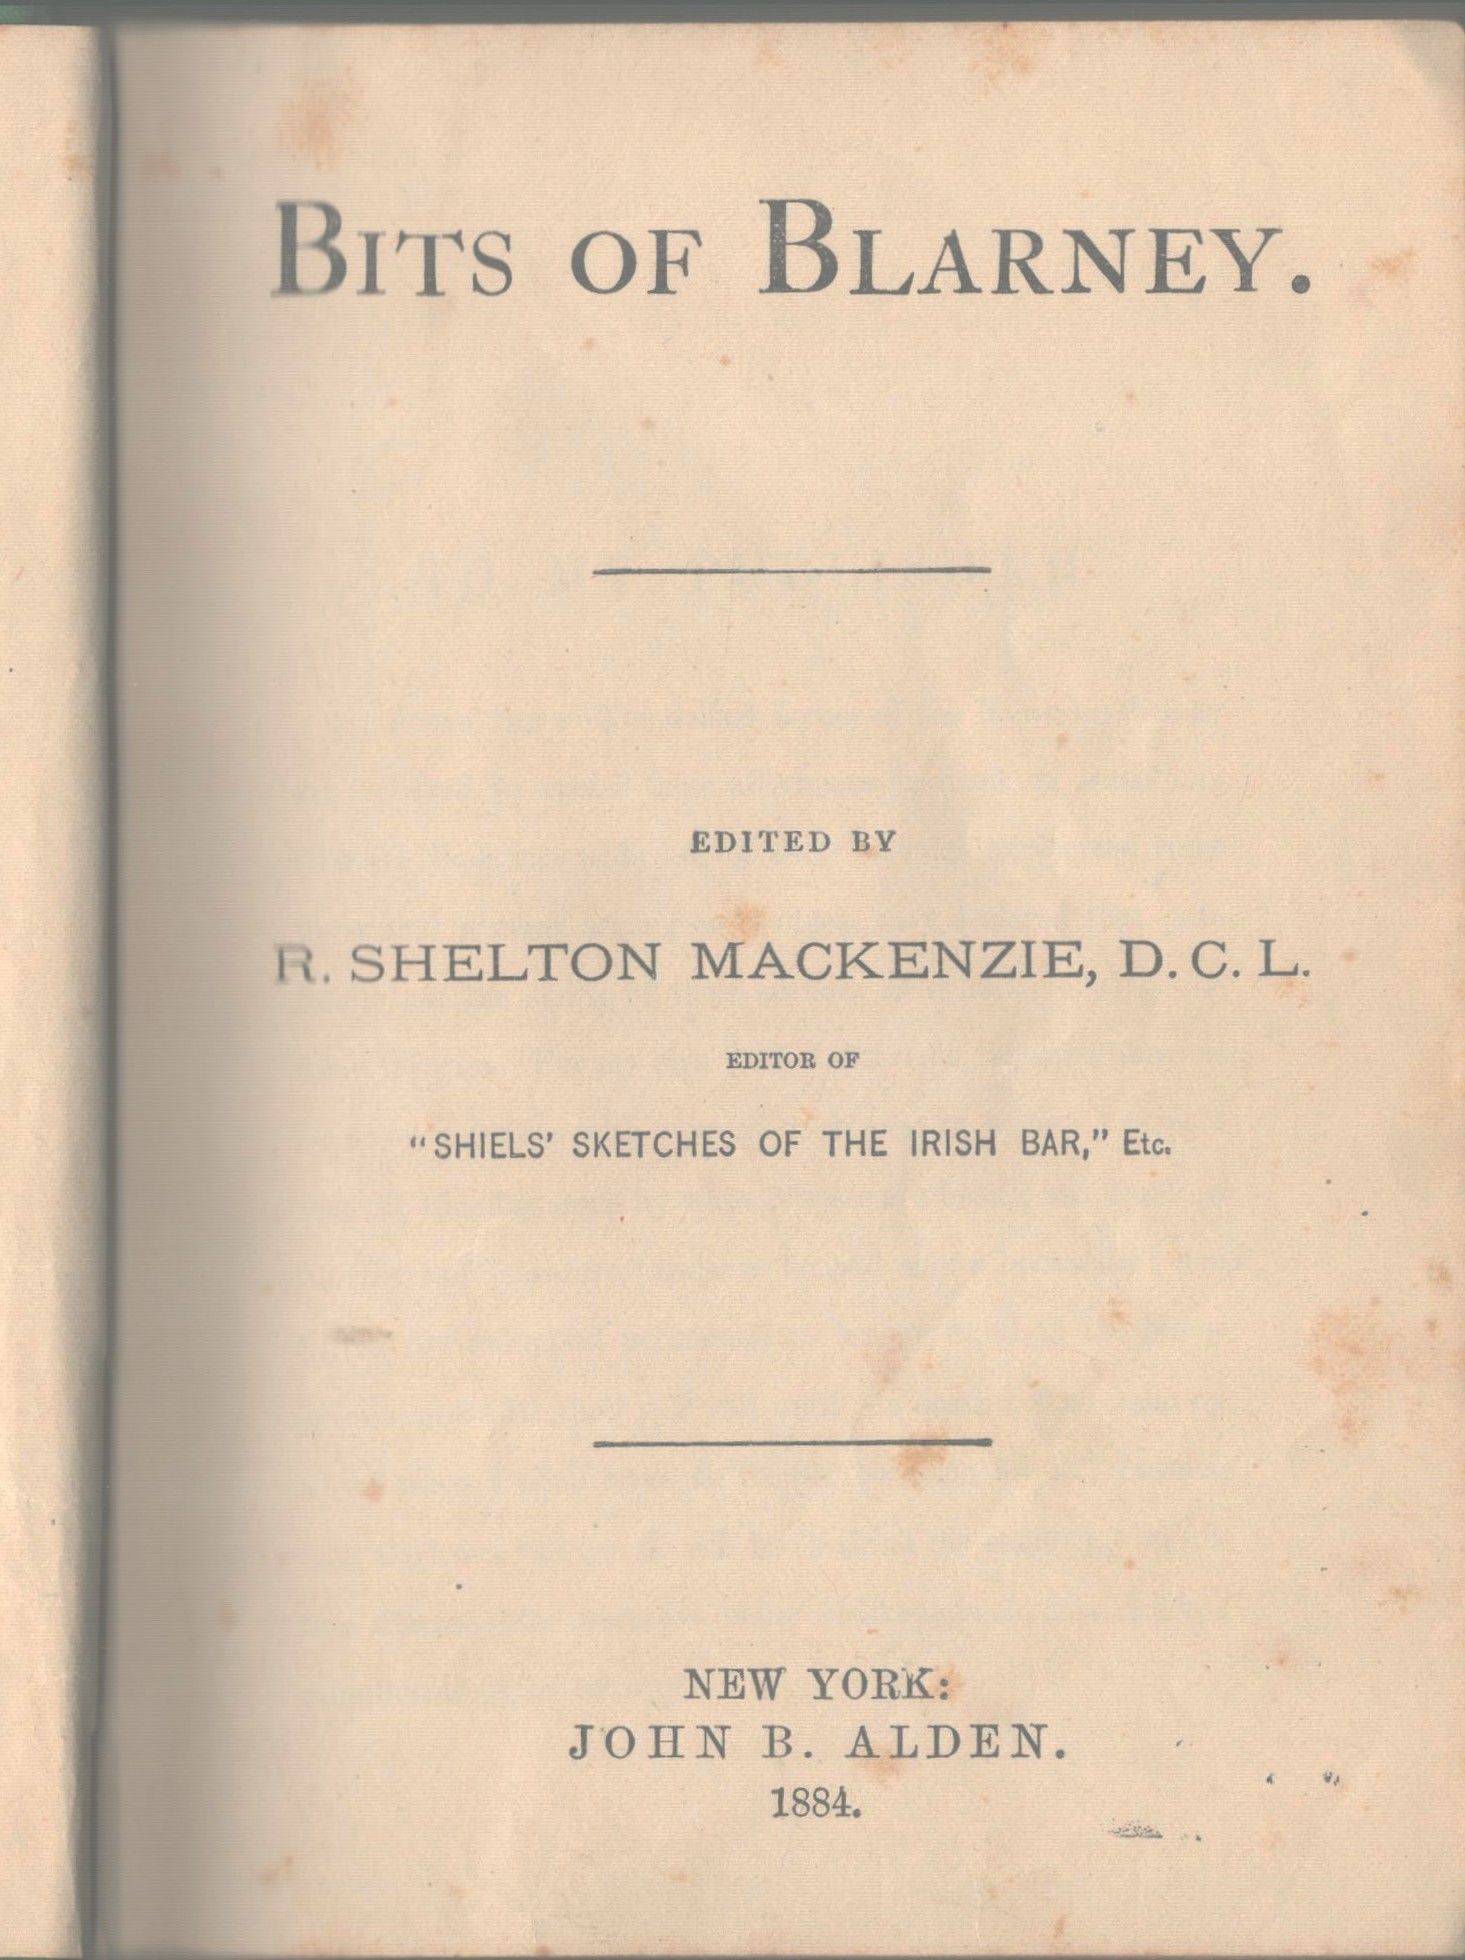 BITS OF BLARNEY.
EDITED BY
R. SHELTON MACKENZIE, D. C. L.
EDITOR OF
"SHIELS' SKETCHES OF THE IRISH BAR," Etc.
NEW YORK:
JOHN B. ALDEN.
1884.